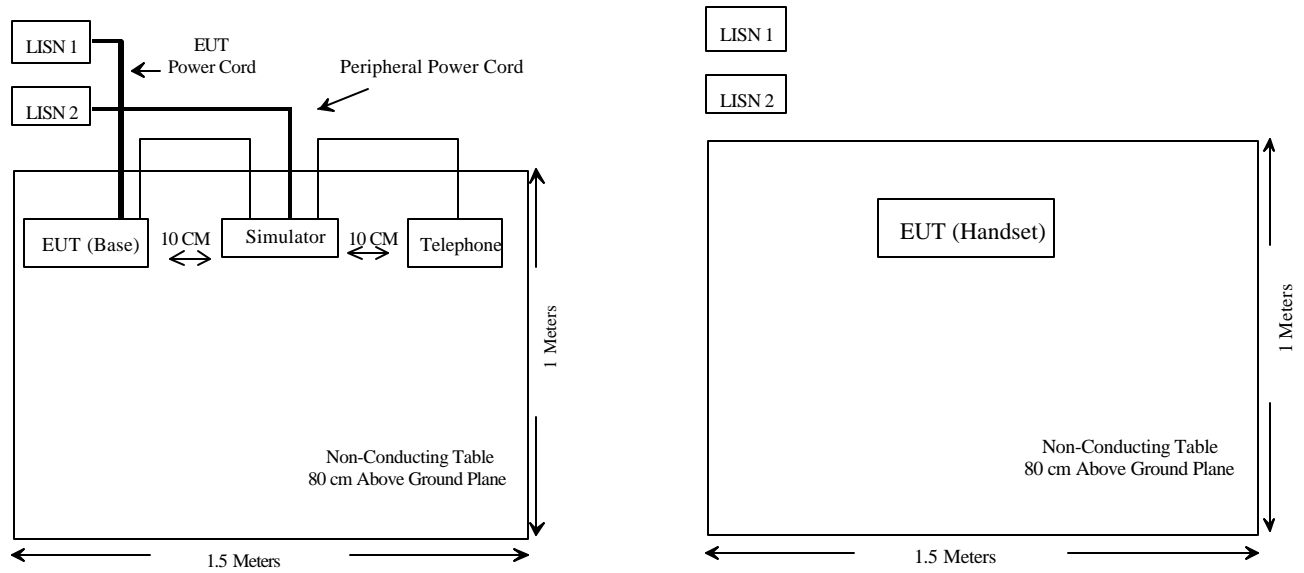 LISN 1
EUT
Power Cord
Peripheral Power Cord
LISN 2
EUT (Base)
10 CM
Simulator
10 CM
Telephone
1 Meters
Non-Conducting Table
80 cm Above Ground Plane
1.5 Meters
LISN 1
LISN 2
EUT (Handset)
1 Meters
Non-Conducting Table
80 cm Above Ground Plane
1.5 Meters